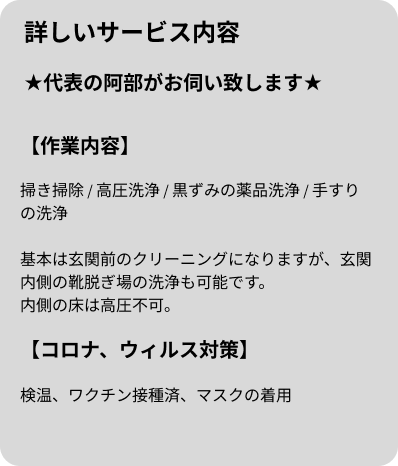 詳しいサービス内容
★代表の阿部がお伺い致します★
【作業内容】
掃き掃除 / 高圧洗浄 / 黒ずみの薬品洗浄 / 手すり
の洗浄
基本は玄関前のクリーニングになりますが、玄関
内側の靴脱ぎ場の洗浄も可能です。
内側の床は高圧不可。
【コロナ、ウィルス対策】
検温、ワクチン接種済、マスクの着用